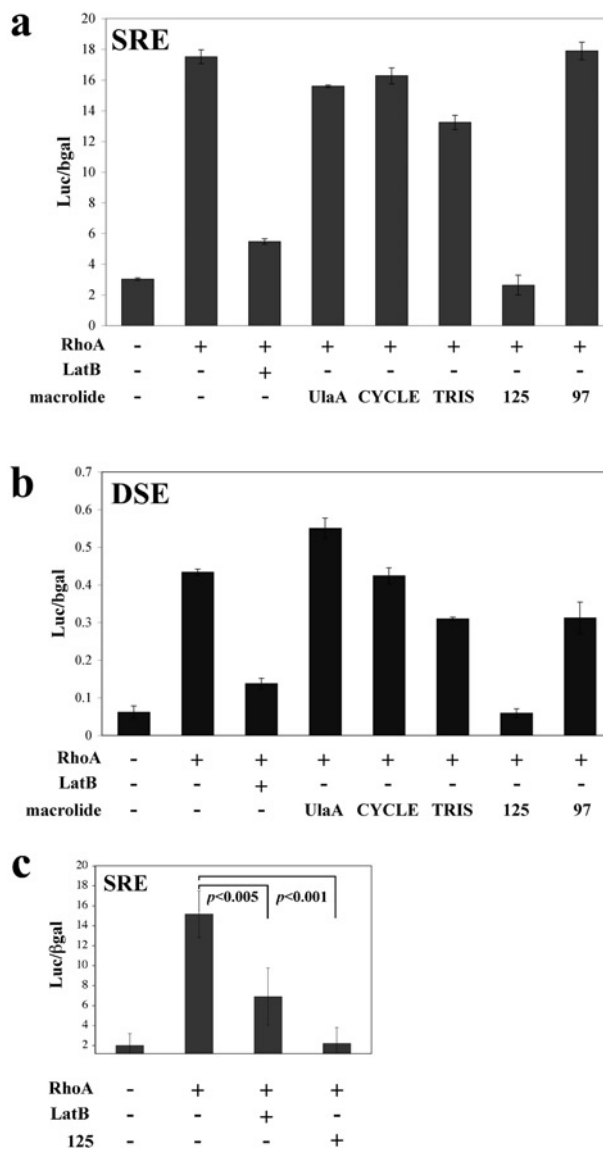 a
SRE
Luc/bgal
20
18
16
14
12
10
8
6
4
2
0
RhoA - + + + + + + +
LatB - - + - - - - -
macrolide - - - UlaA CYCLE TRIS 125 97
b
DSE
Luc/bgal
0.7
0.6
0.5
0.4
0.3
0.2
0.1
0
RhoA - + + + + + + +
LatB - - + - - - - -
macrolide - - - UlaA CYCLE TRIS 125 97
c
SRE
Luc/βgal
20
18
16
14
12
10
8
6
4
2
p<0.005 p<0.001
RhoA - + + +
LatB - - + -
125 - - - +